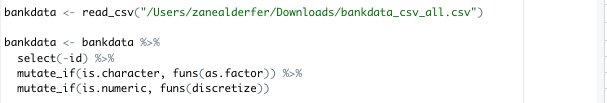 bankdata <- read_csv("/Users/zanealderfer/Downloads/bankdata_csv_all.csv")
bankdata <- bankdata %>%
select(-id) %>%
mutate_if(is.character, funs(as.factor)) %>%
mutate_if(is.numeric, funs(discretize))